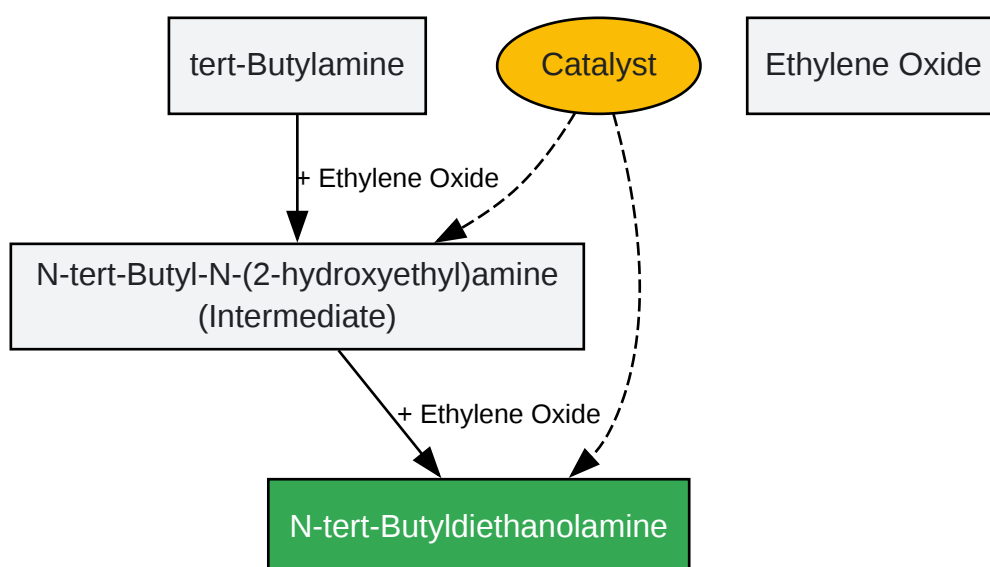 tert-Butylamine
Catalyst
Ethylene Oxide
+ Ethylene Oxide
N-tert-Butyl-N-(2-hydroxyethyl)amine
(Intermediate)
+ Ethylene Oxide
N-tert-Butyldiethanolamine